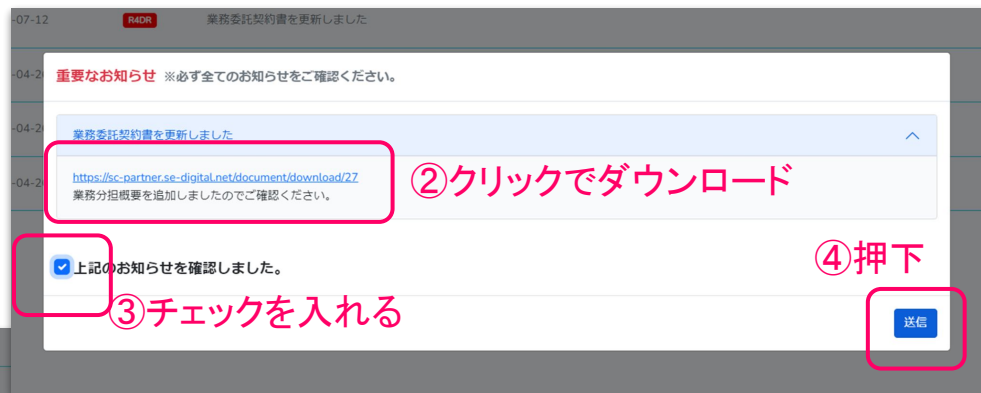 -07-12 R4DR 業務委託契約書を更新しました
-04-2
重要なお知らせ ※必ず全てのお知らせをご確認ください。
-04-2
業務委託契約書を更新しました
-04-2
https://sc-partner.se-digital.net/document/download/27
業務分担概要を追加しましたのでご確認ください。
②クリックでダウンロード
上記のお知らせを確認しました。
③チェックを入れる
④押下
送信